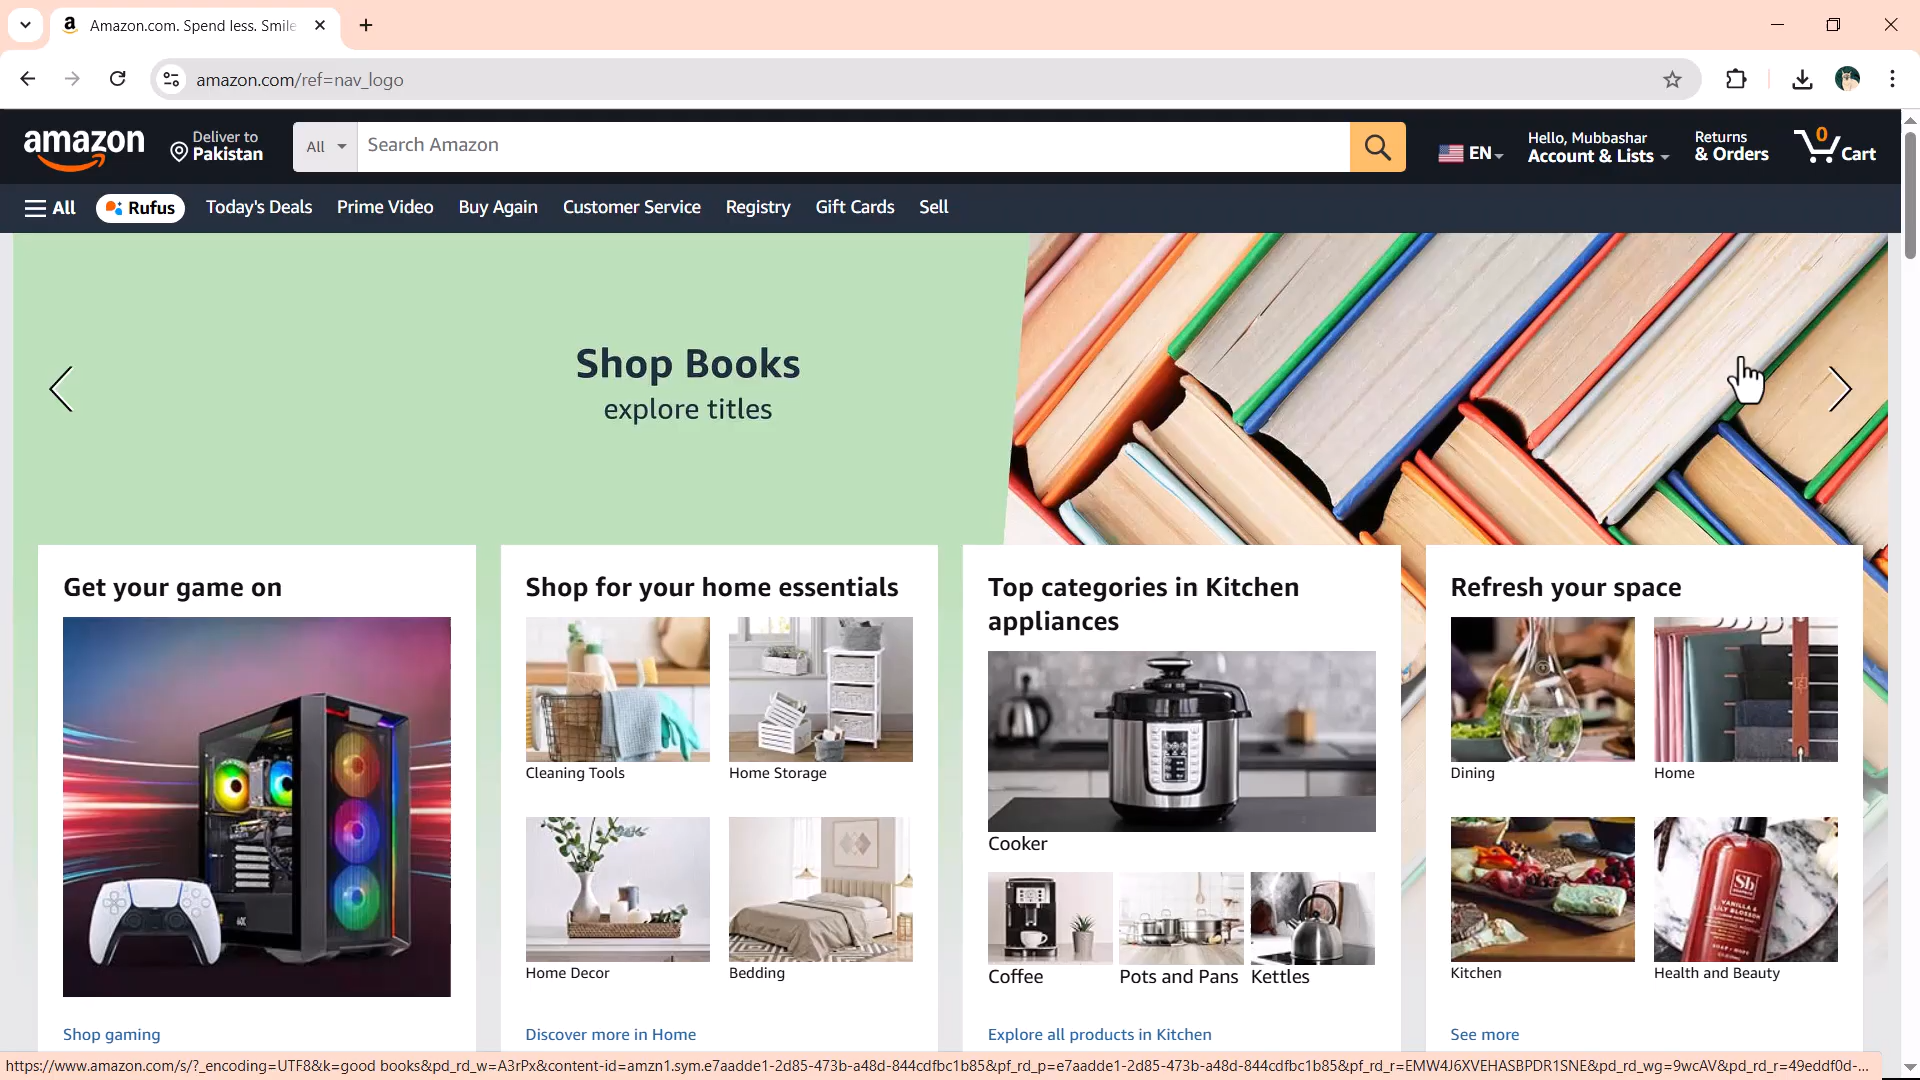 Amazon.com. Spend less. Smile
amazon.com/ref=nav_logo
amazon
Deliver to
Pakistan
All
Search Amazon
EN
Hello, Mubbashar
Account & Lists
Returns
& Orders
0
Cart
All
Rufus
Today's Deals
Prime Video
Buy Again
Customer Service
Registry
Gift Cards
Sell
Shop Books
explore titles
Get your game on
Shop gaming
Shop for your home essentials
Cleaning Tools
Home Storage
Home Decor
Bedding
Discover more in Home
Top categories in Kitchen
appliances
Cooker
Coffee
Pots and Pans
Kettles
Explore all products in Kitchen
Refresh your space
Dining
Home
Kitchen
Sb
VANILLA &
LILY BLOSSOM
Health and Beauty
See more
https://www.amazon.com/s/?_encoding=UTF8&k=good books&pd_rd_w=A3rPx&content-id=amzn1.sym.e7aadde1-2d85-473b-a48d-844cdfbc1b85&pf_rd_p=e7aadde1-2d85-473b-a48d-844cdfbc1b85&pf_rd_r=EMW4J6XVEHASBPDR1SNE&pd_rd_wg=9wcAV&pd_rd_r=49eddf0d-...